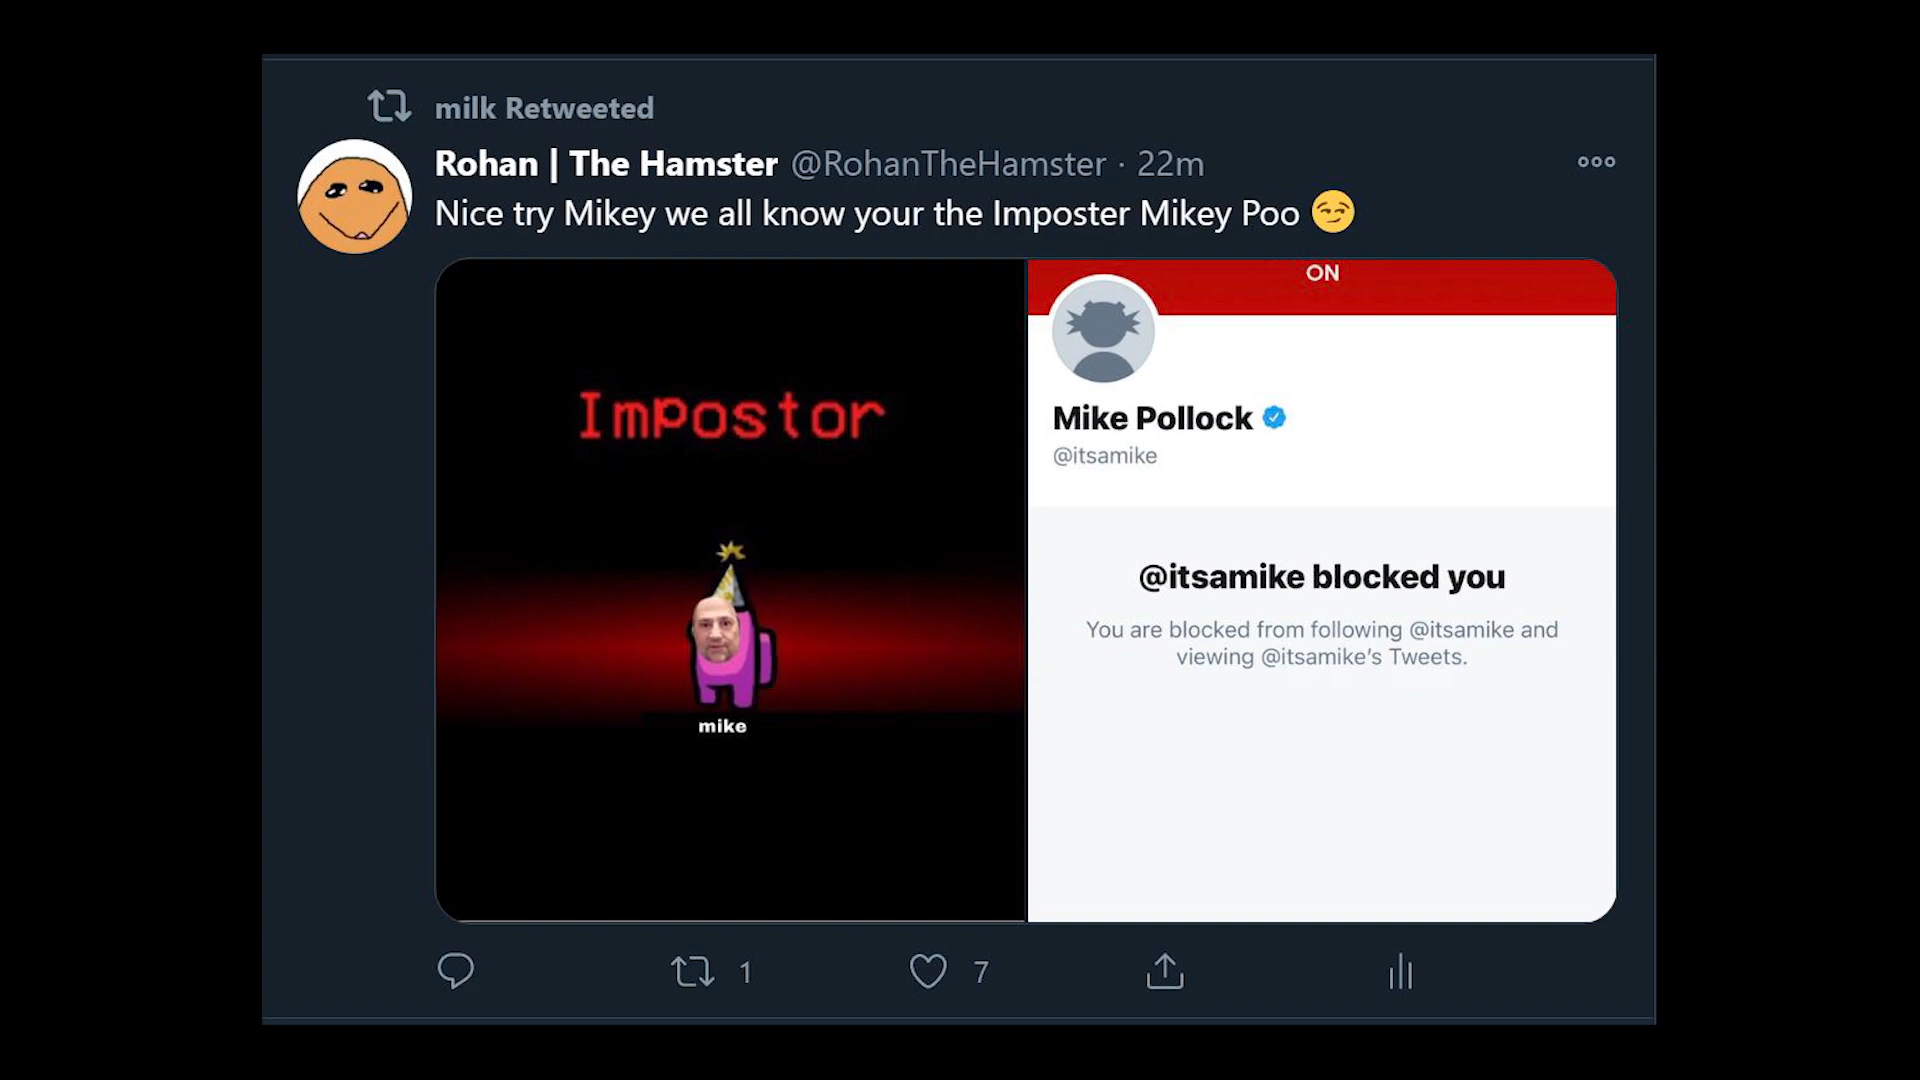 milk Retweeted
Rohan | The Hamster @RohanTheHamster · 22m
Nice try Mikey we all know your the Imposter Mikey Poo 😏
Impostor
mike
ON
Mike Pollock
@itsamike
@itsamike blocked you
You are blocked from following @itsamike and
viewing @itsamike's Tweets.
1
7